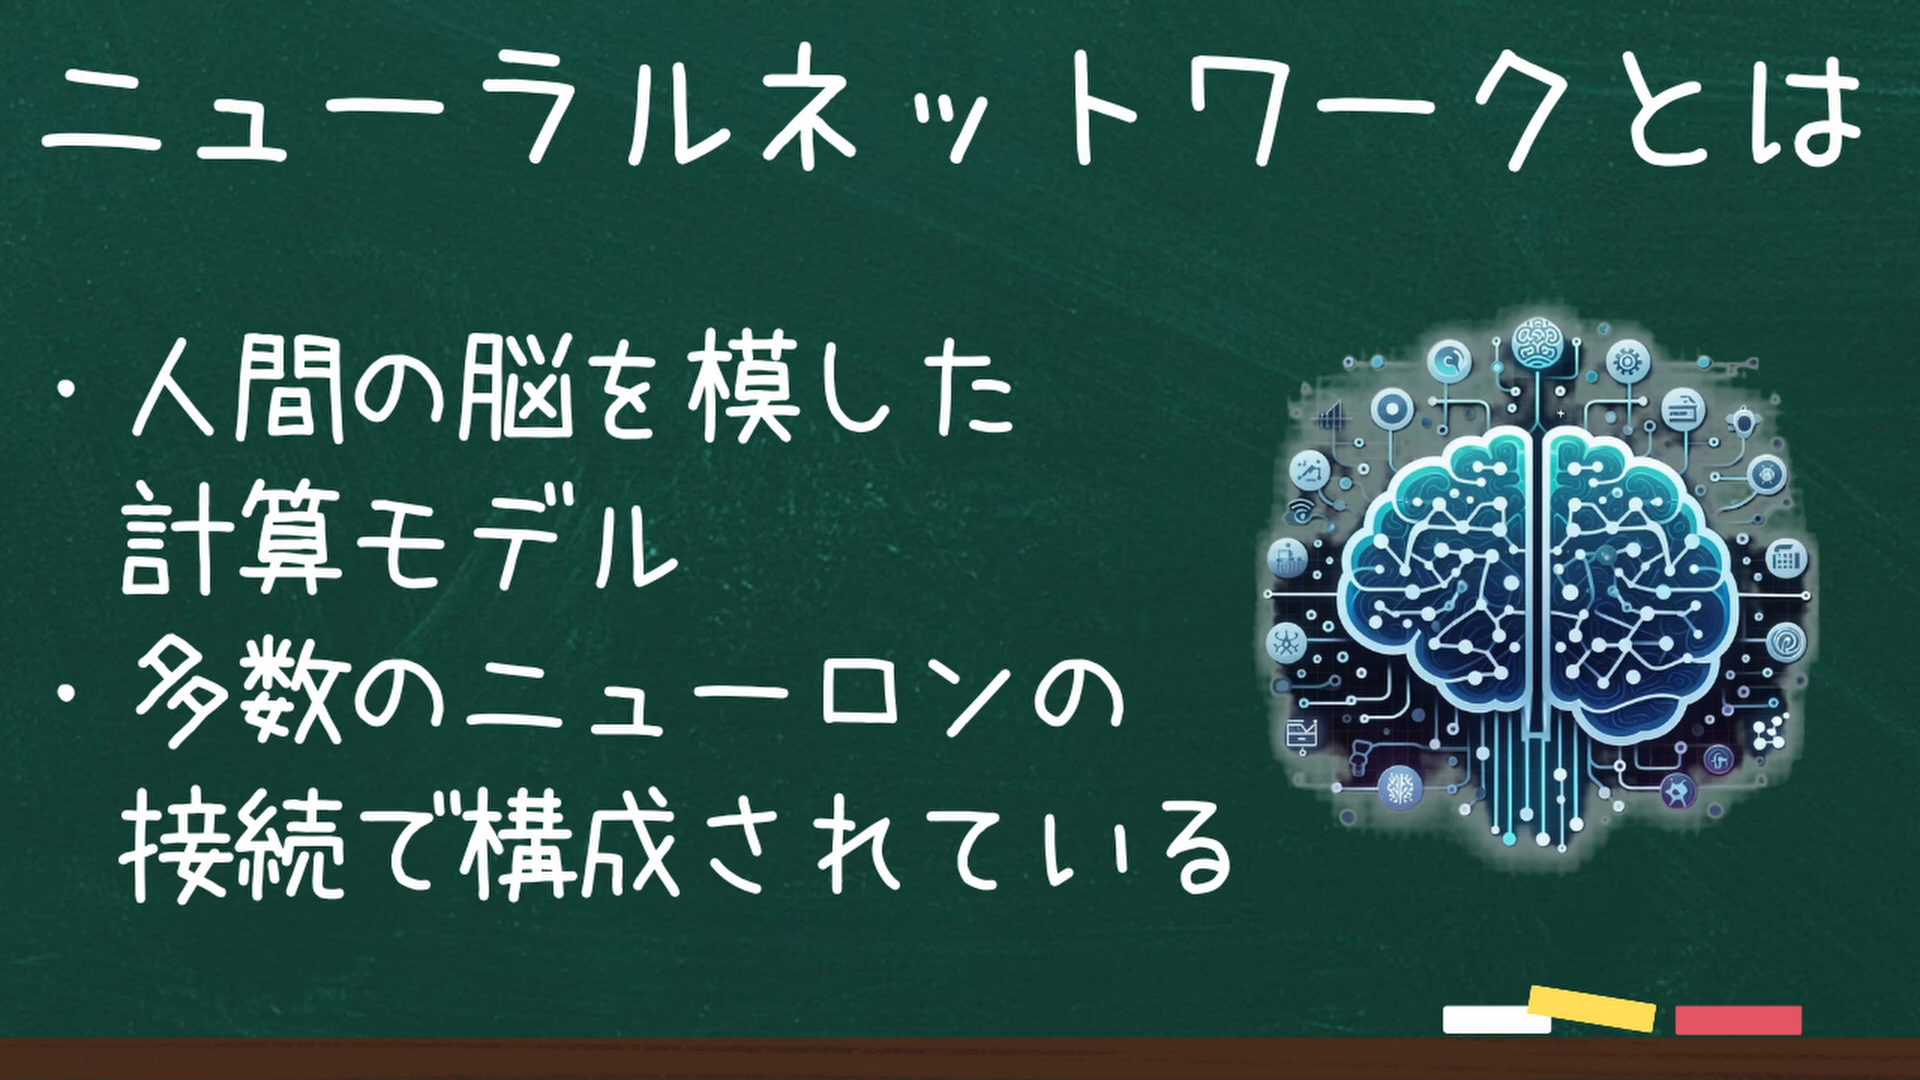 ニューラルネットワークとは
・人間の脳を模した
計算モデル
・多数のニューロンの
接続で構成されている